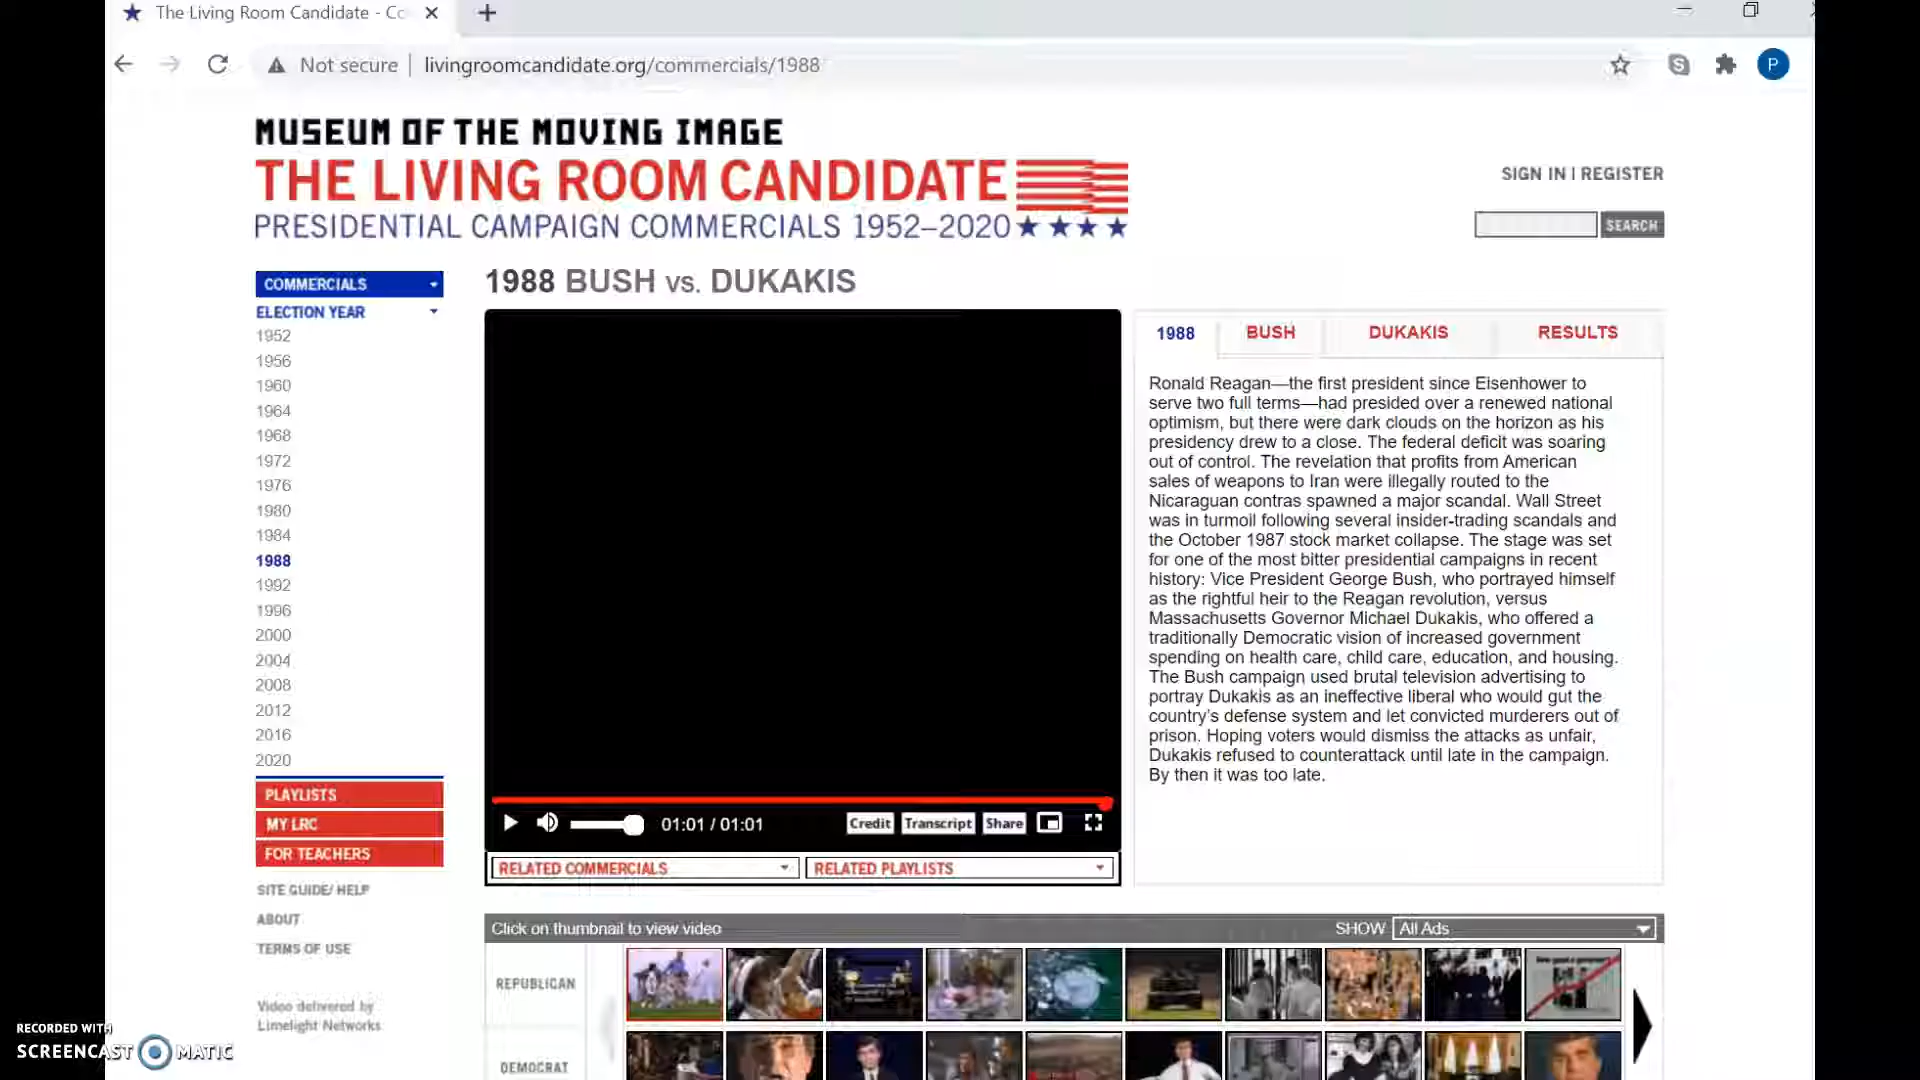 The Living Room Candidate - Co
Not secure
livingroomcandidate.org/commercials/1988
P
MUSEUM OF THE MOVING IMAGE
THE LIVING ROOM CANDIDATE
PRESIDENTIAL CAMPAIGN COMMERCIALS 1952–2020
SIGN IN | REGISTER
SEARCH
COMMERCIALS
ELECTION YEAR
1952
1956
1960
1964
1968
1972
1976
1980
1984
1988
1992
1996
2000
2004
2008
2012
2016
2020
PLAYLISTS
MY LRC
FOR TEACHERS
SITE GUIDE/ HELP
ABOUT
TERMS OF USE
Video delivered by
Limelight Networks
1988 BUSH vs. DUKAKIS
01:01 / 01:01
Credit Transcript Share
RELATED COMMERCIALS
RELATED PLAYLISTS
1988 BUSH DUKAKIS RESULTS
Ronald Reagan—the first president since Eisenhower to
serve two full terms—had presided over a renewed national
optimism, but there were dark clouds on the horizon as his
presidency drew to a close. The federal deficit was soaring
out of control. The revelation that profits from American
sales of weapons to Iran were illegally routed to the
Nicaraguan contras spawned a major scandal. Wall Street
was in turmoil following several insider-trading scandals and
the October 1987 stock market collapse. The stage was set
for one of the most bitter presidential campaigns in recent
history: Vice President George Bush, who portrayed himself
as the rightful heir to the Reagan revolution, versus
Massachusetts Governor Michael Dukakis, who offered a
traditionally Democratic vision of increased government
spending on health care, child care, education, and housing.
The Bush campaign used brutal television advertising to
portray Dukakis as an ineffective liberal who would gut the
country's defense system and let convicted murderers out of
prison. Hoping voters would dismiss the attacks as unfair,
Dukakis refused to counterattack until late in the campaign.
By then it was too late.
Click on thumbnail to view video
SHOW All Ads
REPUBLICAN
DEMOCRAT
RECORDED WITH
SCREENCAST MATIC